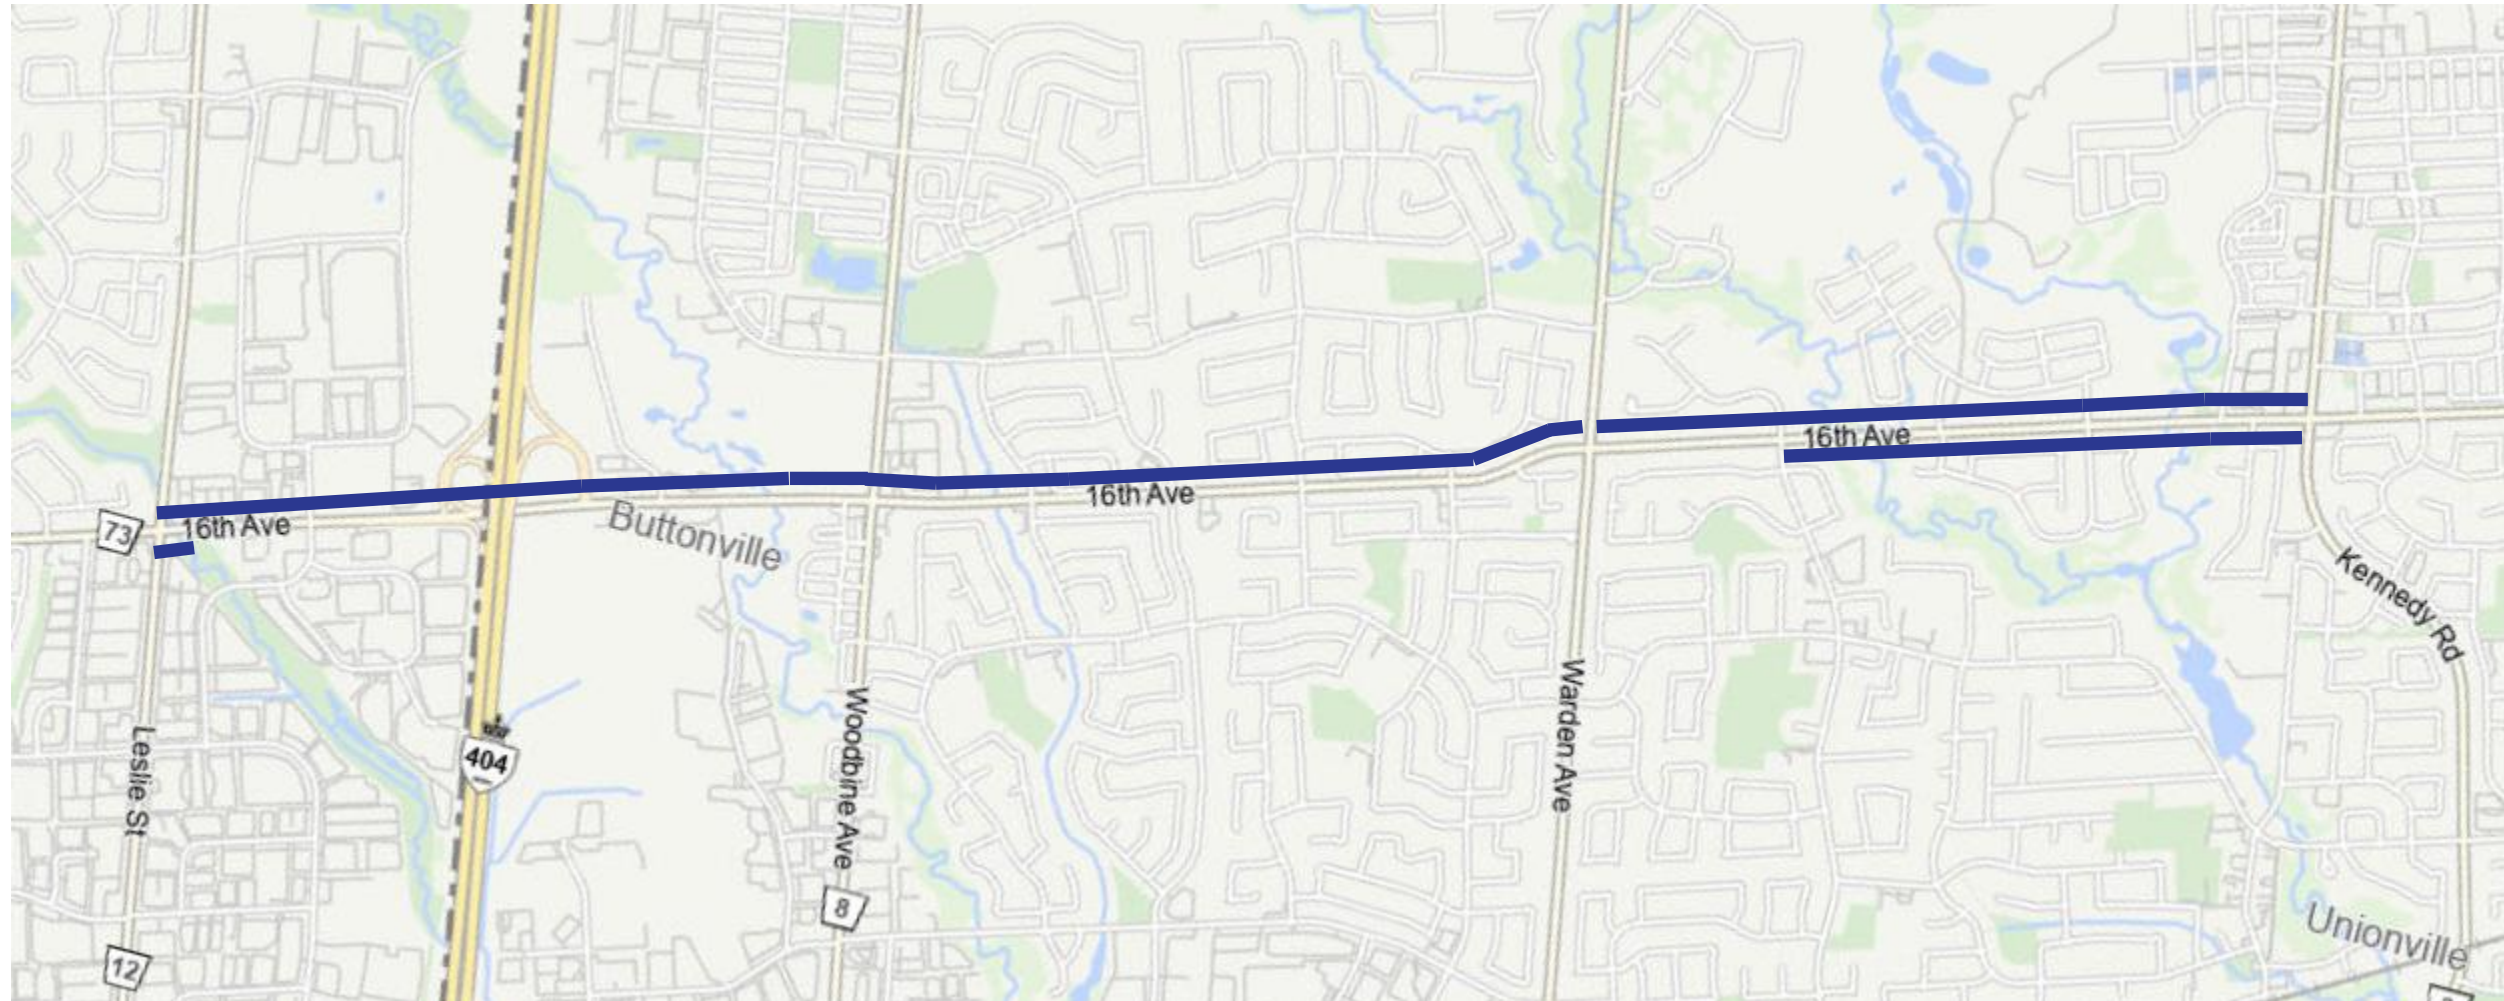 16th Ave
16th Ave
73
16th Ave
Buttonville
Kennedy Rd
Leslie St
404
Woodbine Ave
Warden Ave
8
12
Unionville